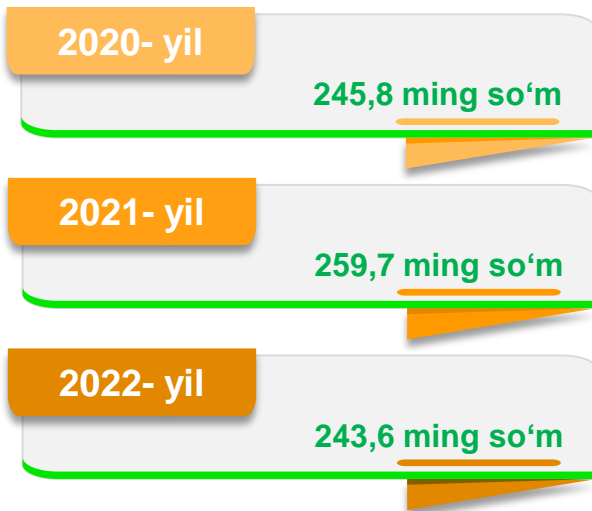 2020- yil
245,8 ming so‘m
2021- yil
259,7 ming so‘m
2022- yil
243,6 ming so‘m